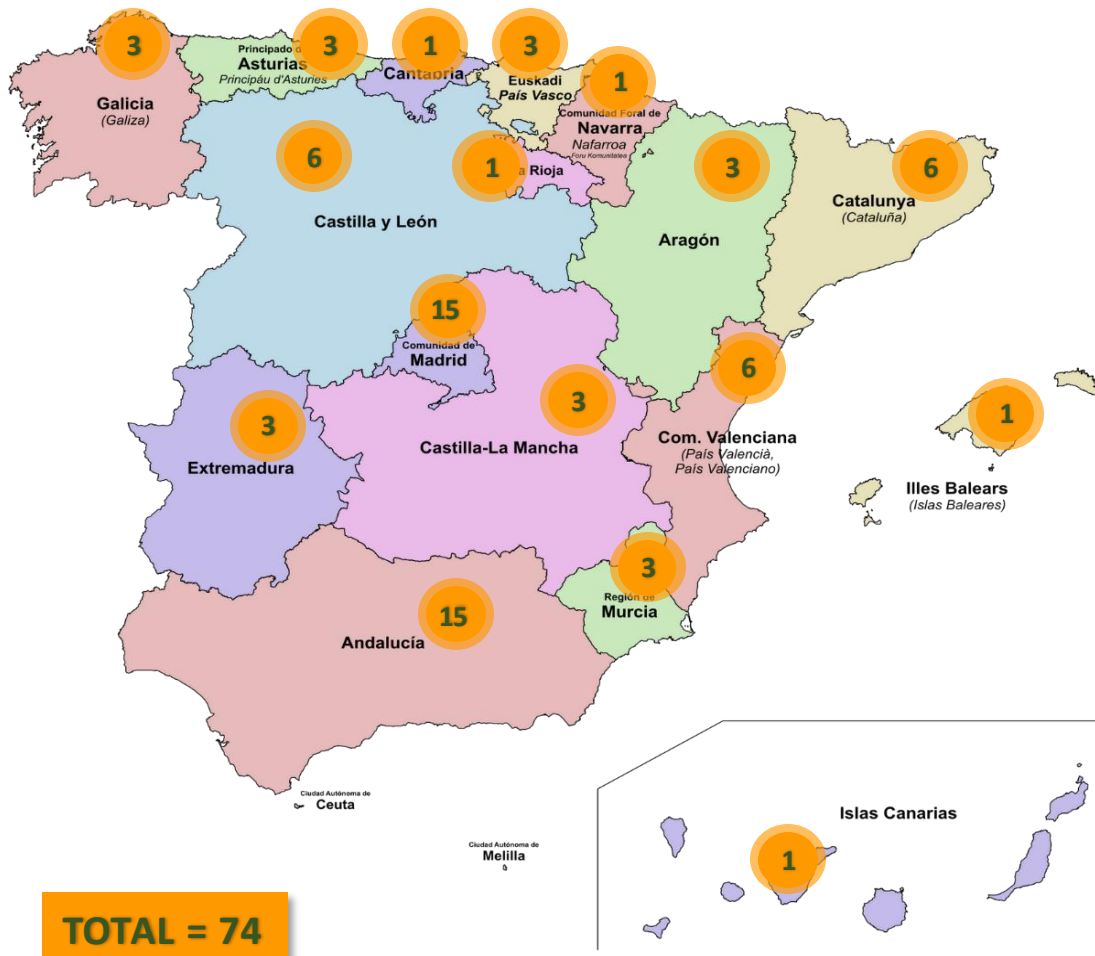 3
3
1
3
1
Principado d
Asturias
Principáu d'Asturies
Cantabria
Euskadi
País Vasco
Galicia
(Galiza)
Comunidad Foral de
Navarra
Nafarroa
Foru Komunitatea
6
1
a Rioja
3
6
Catalunya
(Cataluña)
Castilla y León
Aragón
15
Comunidad de
Madrid
6
3
3
1
Com. Valenciana
(País Valencià,
País Valenciano)
Castilla-La Mancha
Extremadura
Illes Balears
(Islas Baleares)
3
Región de
Murcia
15
Andalucía
Ciudad Autónoma de
Ceuta
Ciudad Autónoma de
Melilla
Islas Canarias
1
TOTAL = 74